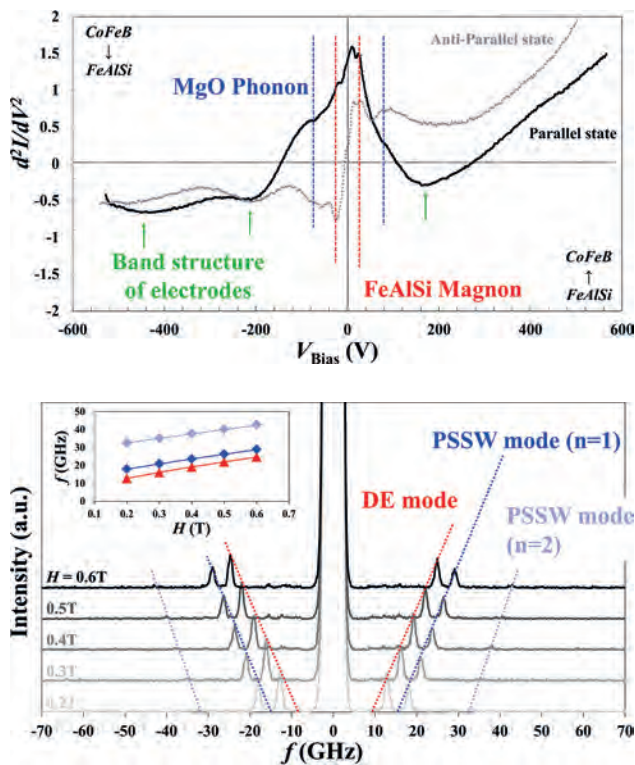 CoFeB
↓
FeAlSi
MgO Phonon
Anti-Parallel state
Parallel state
Band structure
of electrodes
FeAlSi Magnon
CoFeB
↑
FeAlSi
d²I/dV²
2
1.5
1
0.5
0
-0.5
-1
-1.5
-2
-600 -400 -200 0 200 400 600
V_Bias (V)
f (GHz)
50
40
30
20
10
0
0.1 0.2 0.3 0.4 0.5 0.6 0.7
H (T)
PSSW mode (n=1)
DE mode
PSSW mode
(n=2)
Intensity (a.u.)
H = 0.6T
0.5T
0.4T
0.3T
-70 -60 -50 -40 -30 -20 -10 0 10 20 30 40 50 60 70
f (GHz)